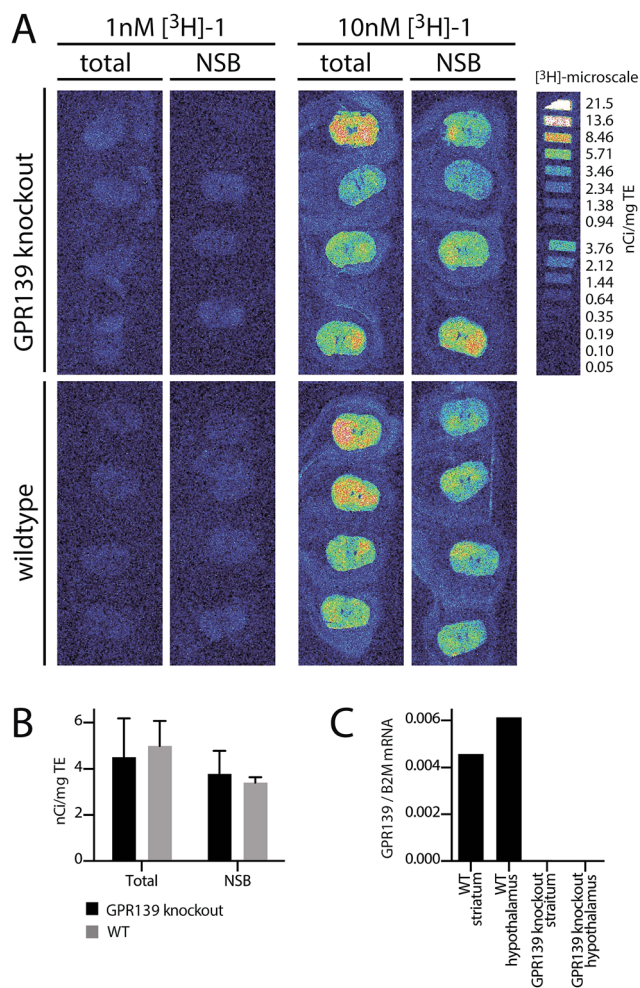 A
1nM [³H]-1
10nM [³H]-1
total
NSB
total
NSB
[³H]-microscale
GPR139 knockout
wildtype
21.5
13.6
8.46
5.71
3.46
2.34
1.38
0.94
3.76
2.12
1.44
0.64
0.35
0.19
0.10
0.05
nCi/mg TE
B
nCi/mg TE
6
4
2
0
Total
NSB
GPR139 knockout
WT
C
GPR139 / B2M mRNA
0.006
0.004
0.002
0.000
WT
striatum
WT
hypothalamus
GPR139 knockout
straitum
GPR139 knockout
hypothalamus